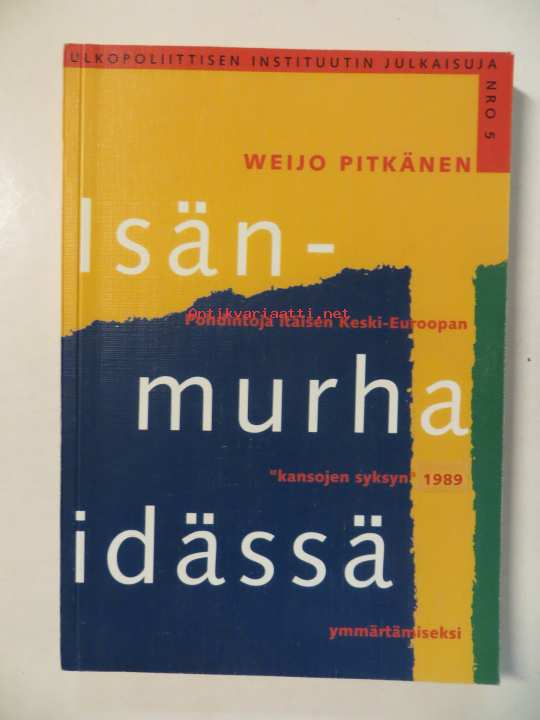 ULKOPOLIITTISEN INSTITUUTIN JULKAISUJA
NRO 5
WEIJO PITKÄNEN
Isän-
Antikvariaatti.net
Pohdintoja itäisen Keski-Euroopan
murha
"kansojen syksyn" 1989
idässä
ymmärtämiseksi